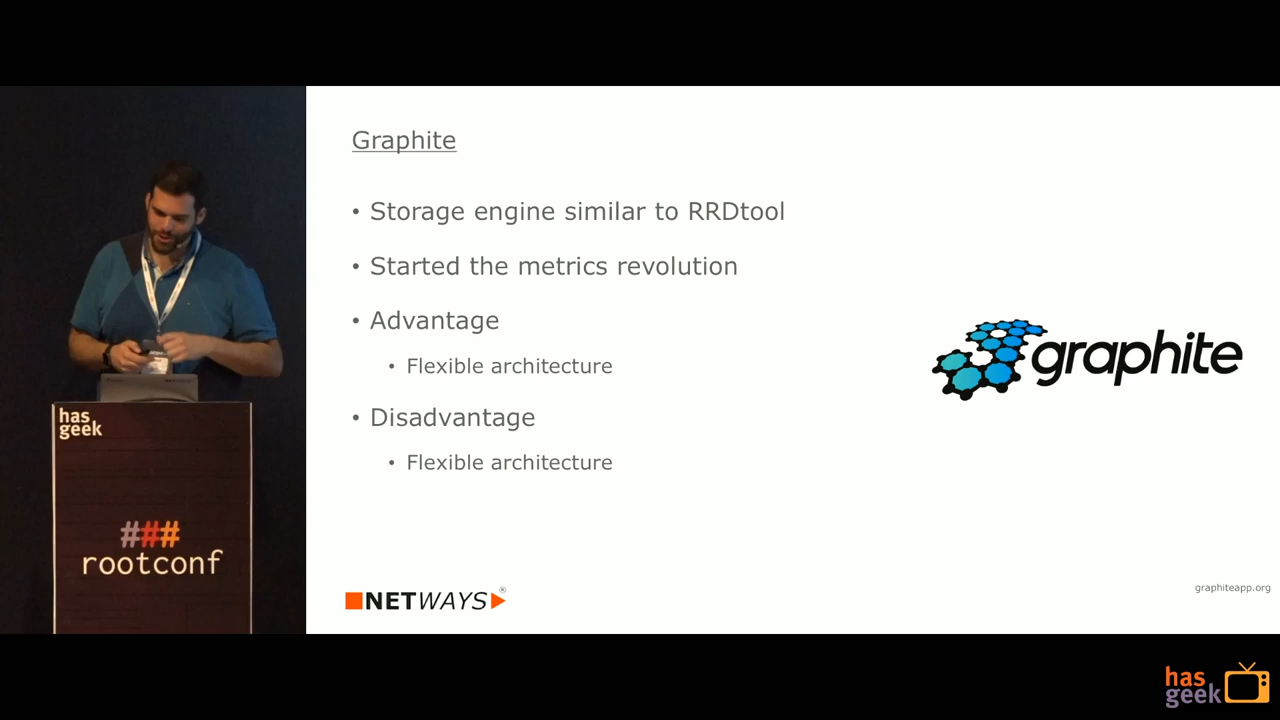 Graphite
• Storage engine similar to RRDtool
• Started the metrics revolution
• Advantage
• Flexible architecture
• Disadvantage
• Flexible architecture
graphite
graphiteapp.org
NETWAYS®
has
geek
###
rootconf
has
geek